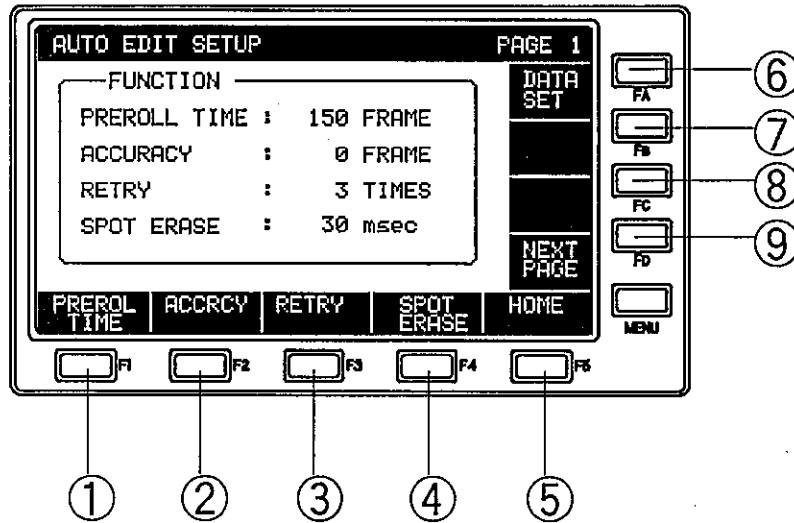 AUTO EDIT SETUP PAGE 1
FUNCTION
PREROLL TIME : 150 FRAME
ACCURACY : 0 FRAME
RETRY : 3 TIMES
SPOT ERASE : 30 msec
DATA
SET
NEXT
PAGE
PREROL
TIME
ACCRCY
RETRY
SPOT
ERASE
HOME
FA
FB
FC
FD
MENU
F1
F2
F3
F4
F5
⑥
⑦
⑧
⑨
①
②
③
④
⑤